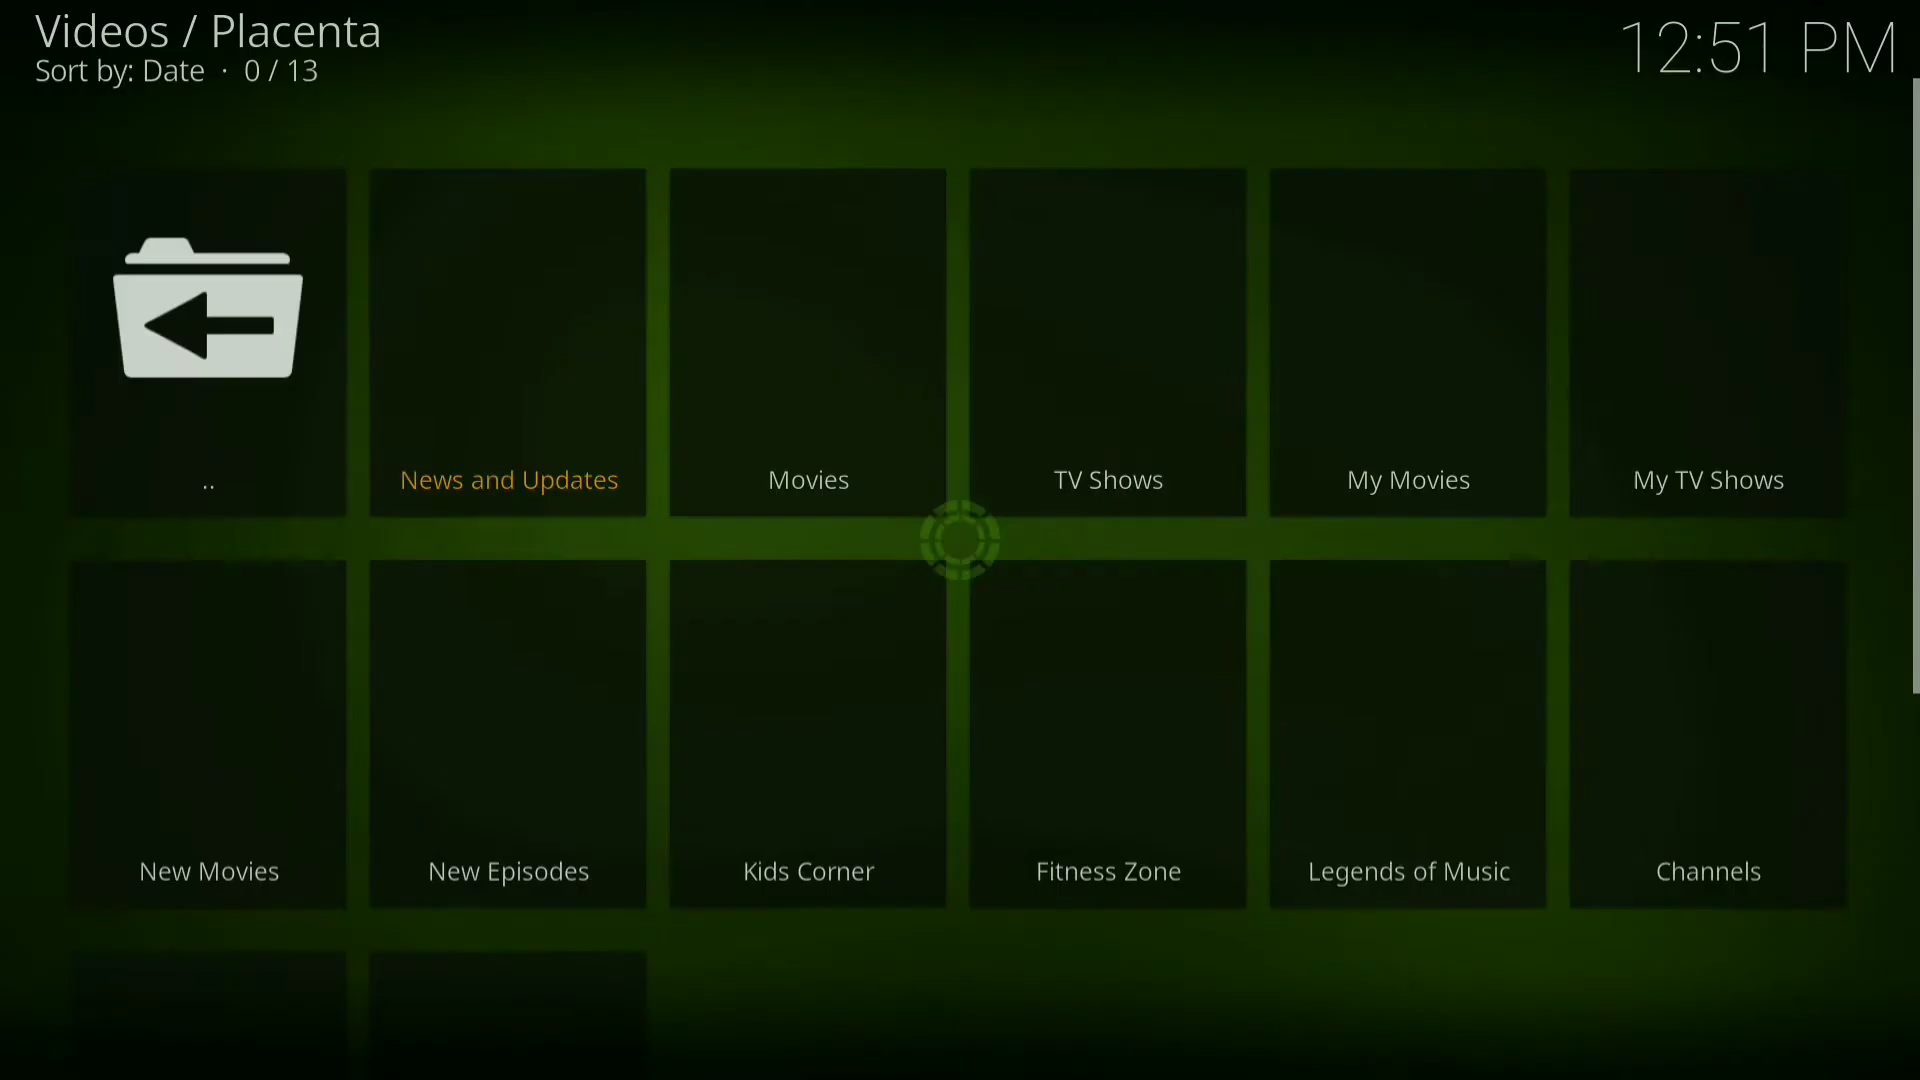 Videos / Placenta
Sort by: Date · 0 / 13
12:51 PM
..
News and Updates
Movies
TV Shows
My Movies
My TV Shows
New Movies
New Episodes
Kids Corner
Fitness Zone
Legends of Music
Channels